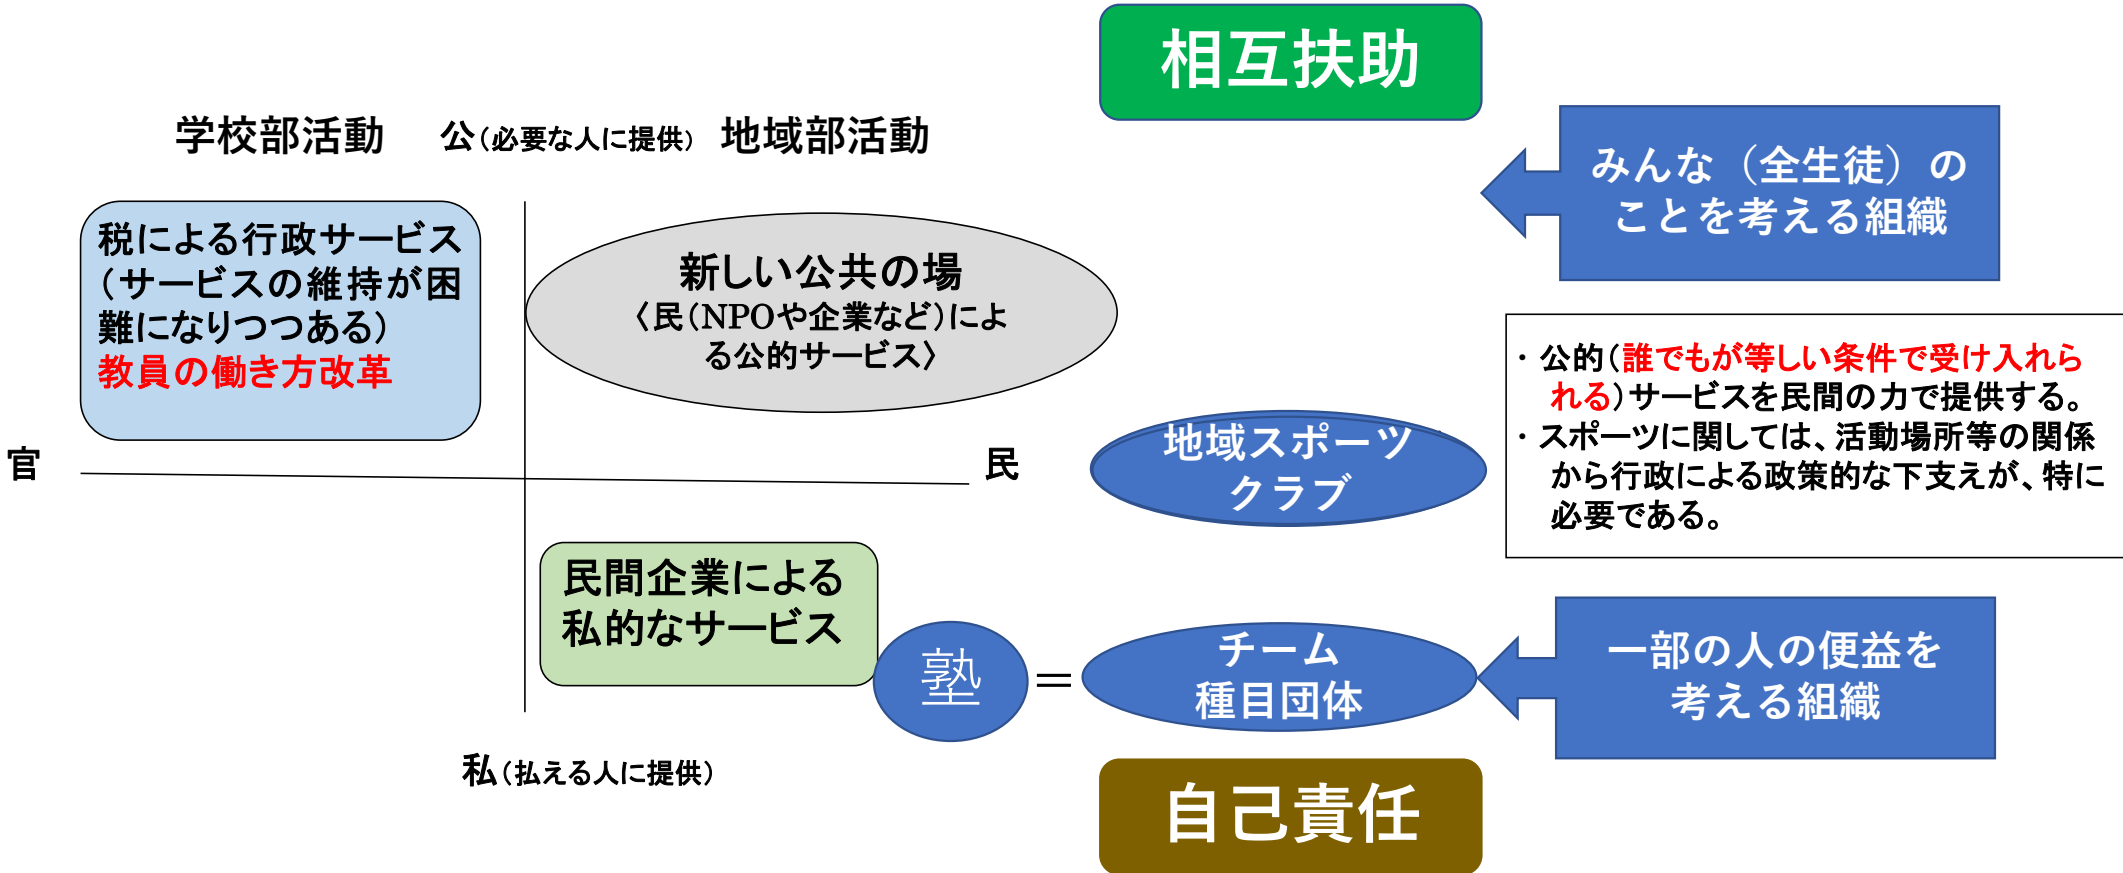 相互扶助
学校部活動 公(必要な人に提供) 地域部活動
みんな（全生徒）の
ことを考える組織
税による行政サービス
(サービスの維持が困
難になりつつある)
教員の働き方改革
新しい公共の場
〈民(NPOや企業など)によ
る公的サービス〉
・公的(誰でもが等しい条件で受け入れら
れる)サービスを民間の力で提供する。
・スポーツに関しては、活動場所等の関係
から行政による政策的な下支えが、特に
必要である。
官
民
地域スポーツ
クラブ
民間企業による
私的なサービス
塾
=
チーム
種目団体
一部の人の便益を
考える組織
私(払える人に提供)
自己責任